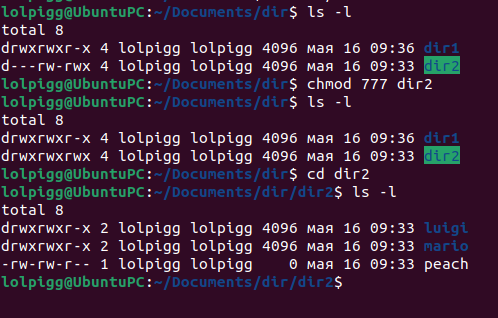 lolpigg@UbuntuPC:~/Documents/dir$ ls -l
total 8
drwxrwxr-x 4 lolpigg lolpigg 4096 мая 16 09:36 dir1
d---rw-rwx 4 lolpigg lolpigg 4096 мая 16 09:33 dir2
lolpigg@UbuntuPC:~/Documents/dir$ chmod 777 dir2
lolpigg@UbuntuPC:~/Documents/dir$ ls -l
total 8
drwxrwxr-x 4 lolpigg lolpigg 4096 мая 16 09:36 dir1
drwxrwxrwx 4 lolpigg lolpigg 4096 мая 16 09:33 dir2
lolpigg@UbuntuPC:~/Documents/dir$ cd dir2
lolpigg@UbuntuPC:~/Documents/dir/dir2$ ls -l
total 8
drwxrwxr-x 2 lolpigg lolpigg 4096 мая 16 09:33 luigi
drwxrwxr-x 2 lolpigg lolpigg 4096 мая 16 09:33 mario
-rw-rw-r-- 1 lolpigg lolpigg    0 мая 16 09:33 peach
lolpigg@UbuntuPC:~/Documents/dir/dir2$